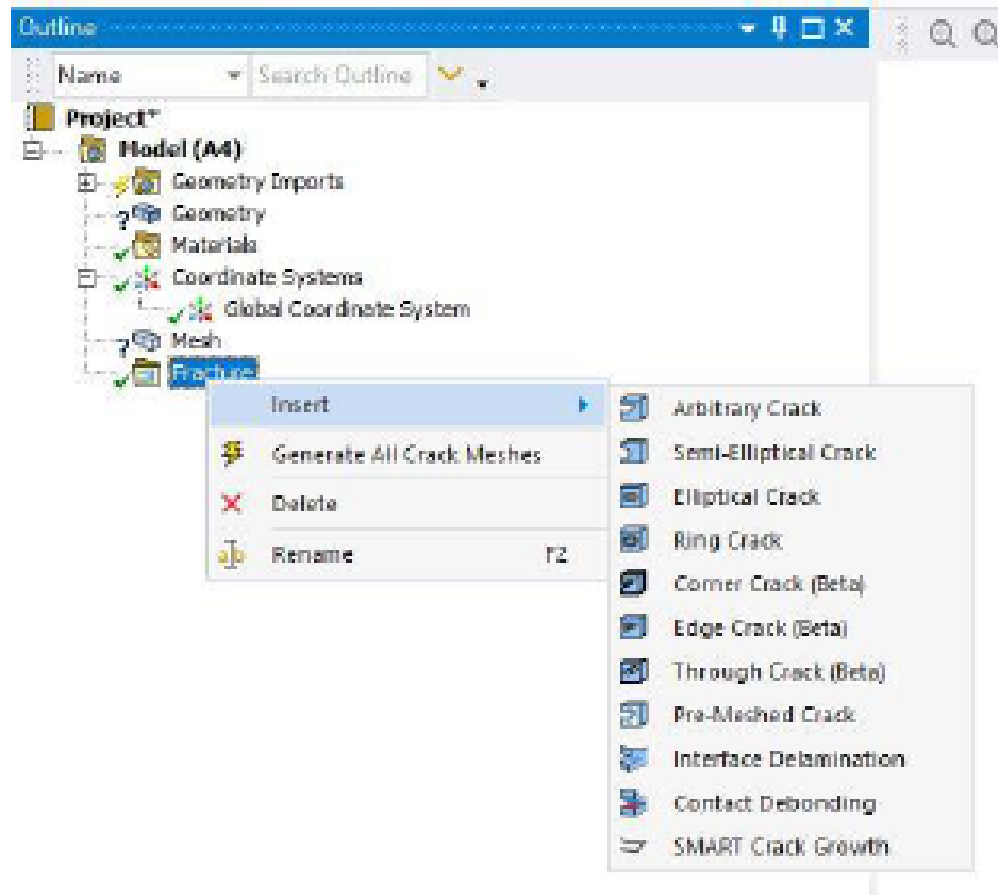 Outline
Name
Search Outline
Project*
Model (A4)
Geometry Imports
Geometry
Materials
Coordinate Systems
Global Coordinate System
Mesh
Fracture
Insert
Generate All Crack Meshes
Delete
Rename F2
Arbitrary Crack
Semi-Elliptical Crack
Elliptical Crack
Ring Crack
Corner Crack (Beta)
Edge Crack (Beta)
Through Crack (Beta)
Pre-Meshed Crack
Interface Delamination
Contact Debonding
SMART Crack Growth